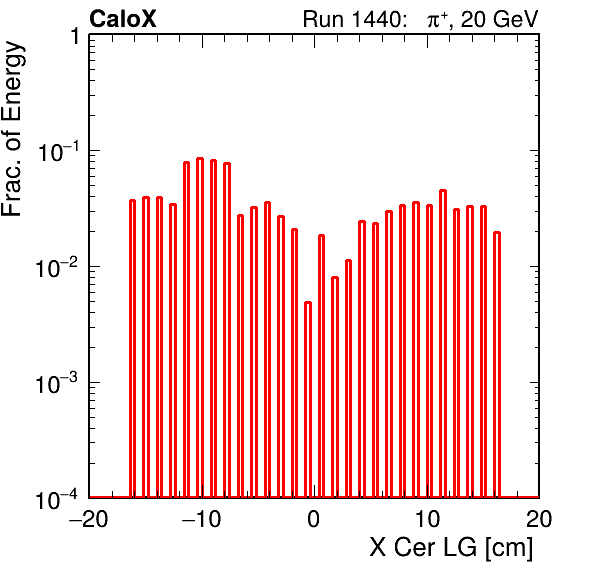 CaloX Run 1440: π⁺, 20 GeV
Frac. of Energy
1
10⁻¹
10⁻²
10⁻³
10⁻⁴
−20 −10 0 10 20
X Cer LG [cm]